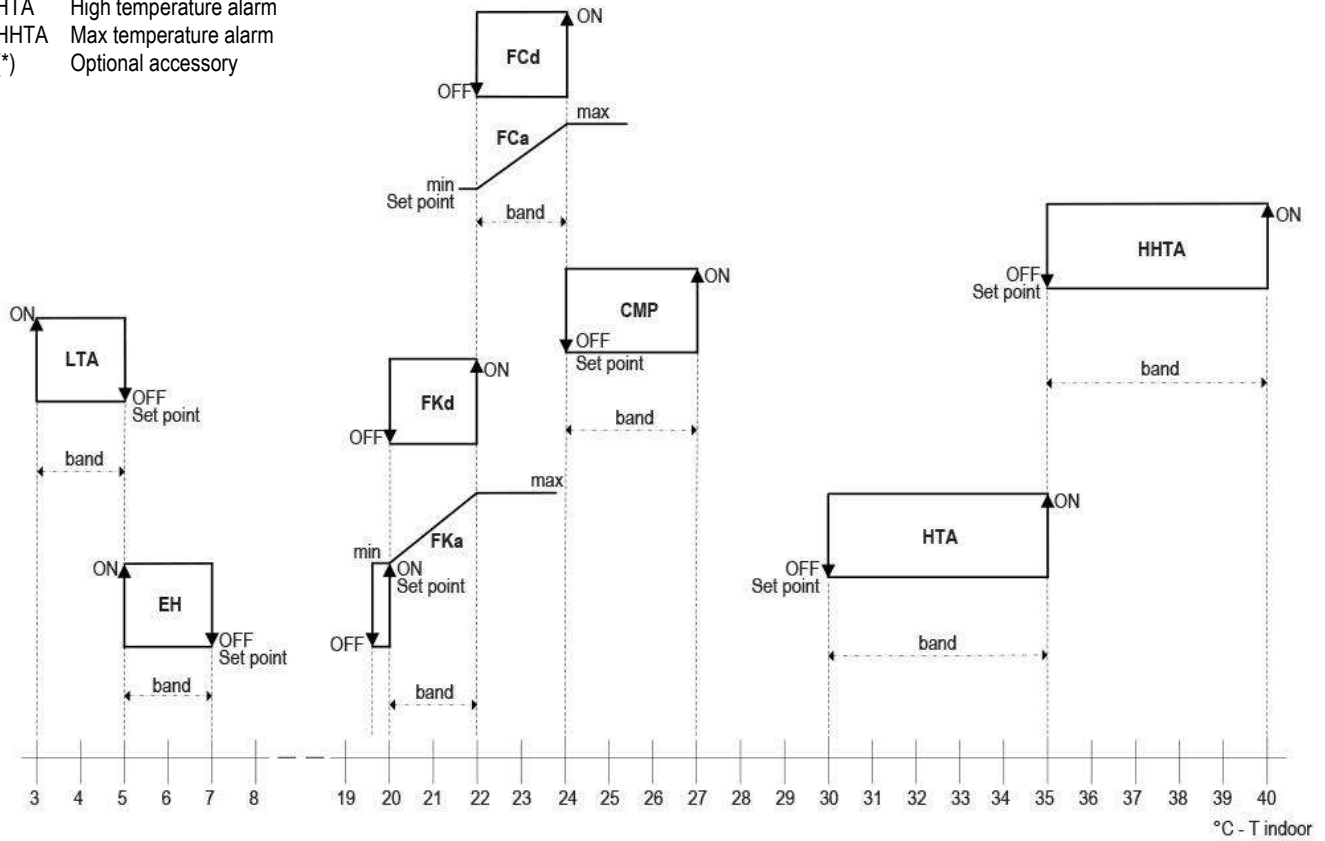 HTA High temperature alarm
HHTA Max temperature alarm
(*) Optional accessory
ON
FCd
OFF
max
FCa
min
Set point
band
ON
HHTA
OFF
Set point
band
ON
CMP
OFF
Set point
band
ON
LTA
OFF
Set point
band
ON
FKd
OFF
max
FKa
min
ON
Set point
OFF
band
ON
HTA
OFF
Set point
band
ON
EH
OFF
Set point
band
3 4 5 6 7 8 19 20 21 22 23 24 25 26 27 28 29 30 31 32 33 34 35 36 37 38 39 40
°C - T indoor